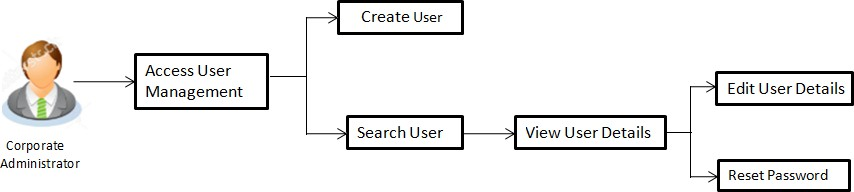 Create User
Access User
Management
Corporate
Administrator
Search User
View User Details
Edit User Details
Reset Password